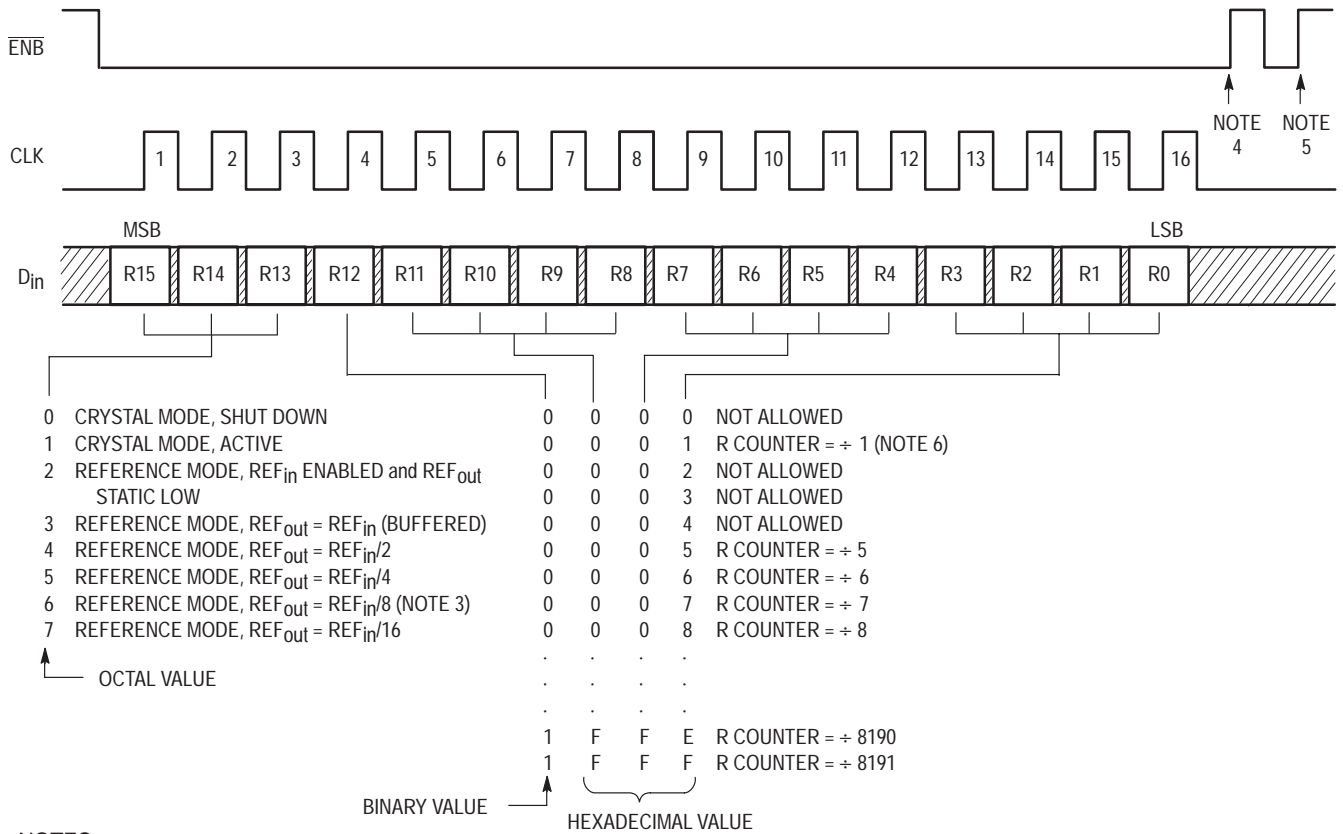 ENB
NOTE 4 NOTE 5
CLK 1 2 3 4 5 6 7 8 9 10 11 12 13 14 15 16
MSB LSB
Din R15 R14 R13 R12 R11 R10 R9 R8 R7 R6 R5 R4 R3 R2 R1 R0
0 CRYSTAL MODE, SHUT DOWN
1 CRYSTAL MODE, ACTIVE
2 REFERENCE MODE, REFin ENABLED and REFout
STATIC LOW
3 REFERENCE MODE, REFout = REFin (BUFFERED)
4 REFERENCE MODE, REFout = REFin/2
5 REFERENCE MODE, REFout = REFin/4
6 REFERENCE MODE, REFout = REFin/8 (NOTE 3)
7 REFERENCE MODE, REFout = REFin/16
OCTAL VALUE
0 0 0 0 NOT ALLOWED
0 0 0 1 R COUNTER = ÷ 1 (NOTE 6)
0 0 0 2 NOT ALLOWED
0 0 0 3 NOT ALLOWED
0 0 0 4 NOT ALLOWED
0 0 0 5 R COUNTER = ÷ 5
0 0 0 6 R COUNTER = ÷ 6
0 0 0 7 R COUNTER = ÷ 7
0 0 0 8 R COUNTER = ÷ 8
. . . .
. . . .
. . . .
1 F F E R COUNTER = ÷ 8190
1 F F F R COUNTER = ÷ 8191
BINARY VALUE
HEXADECIMAL VALUE